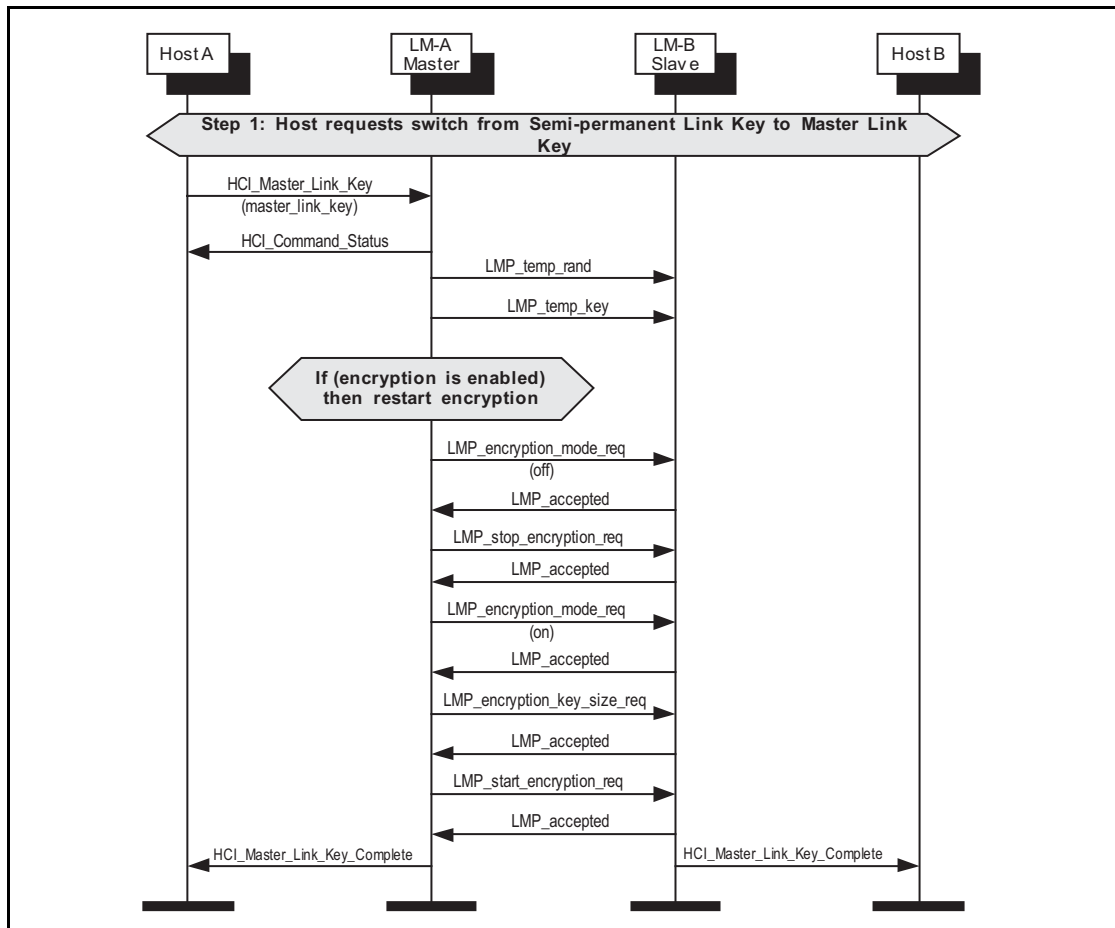 Host A
LM-A
Master
LM-B
Slave
Host B
Step 1: Host requests switch from Semi-permanent Link Key to Master Link
Key
HCI_Master_Link_Key
(master_link_key)
HCI_Command_Status
LMP_temp_rand
LMP_temp_key
If (encryption is enabled)
then restart encryption
LMP_encryption_mode_req
(off)
LMP_accepted
LMP_stop_encryption_req
LMP_accepted
LMP_encryption_mode_req
(on)
LMP_accepted
LMP_encryption_key_size_req
LMP_accepted
LMP_start_encryption_req
LMP_accepted
HCI_Master_Link_Key_Complete
HCI_Master_Link_Key_Complete